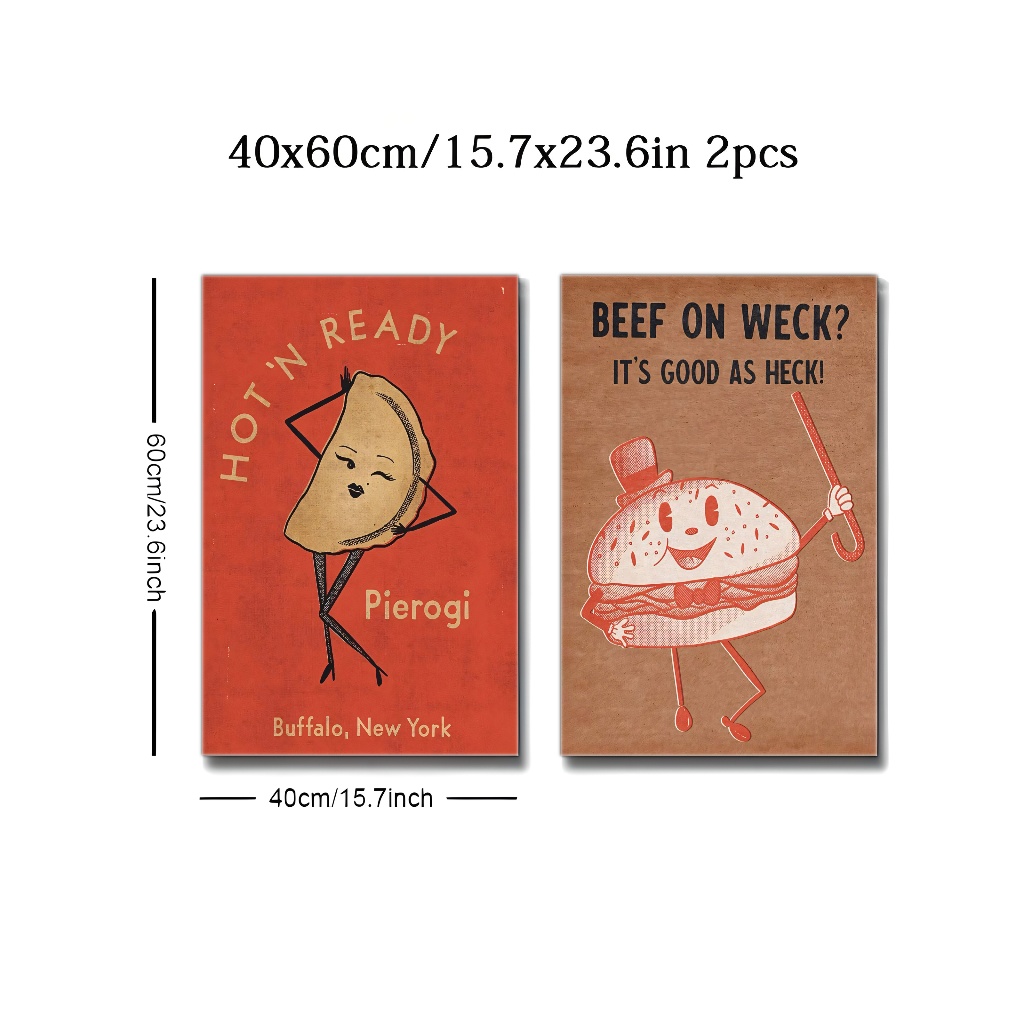 40x60cm/15.7x23.6in 2pcs
60cm/23.6inch
HOT 'N READY
Pierogi
Buffalo, New York
40cm/15.7inch
BEEF ON WECK?
IT'S GOOD AS HECK!